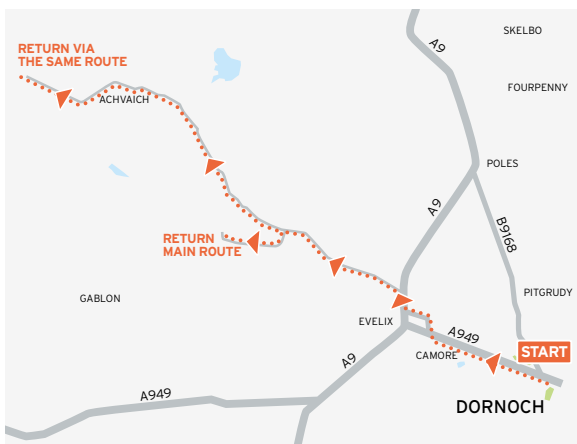 SKELBO
A9
RETURN VIA
THE SAME ROUTE
FOURPENNY
ACHVAICH
POLES
A9
B9168
RETURN
MAIN ROUTE
GABLON
PITGRUDY
EVELIX
A949
START
CAMORE
A9
A949
DORNOCH